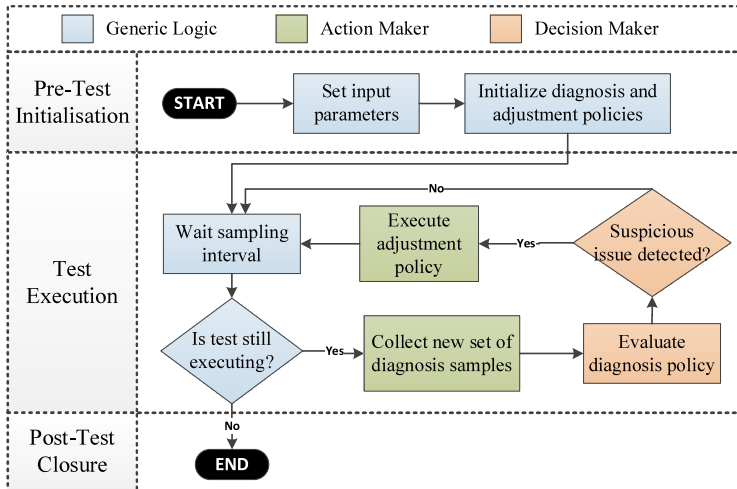 Generic Logic
Action Maker
Decision Maker
Pre-Test
Initialisation
START
Set input
parameters
Initialize diagnosis and
adjustment policies
Test
Execution
No
Wait sampling
interval
Execute
adjustment
policy
Yes
Suspicious
issue detected?
Is test still
executing?
Yes
Collect new set of
diagnosis samples
Evaluate
diagnosis policy
No
Post-Test
Closure
END